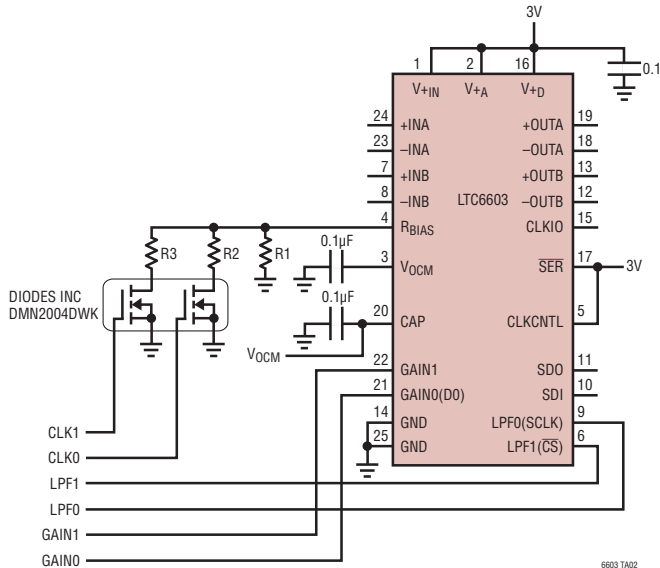 3V
1
2
16
0.1
V+IN
V+A
V+D
24
+INA
+OUTA
19
23
–INA
–OUTA
18
7
+INB
+OUTB
13
8
–INB
LTC6603
–OUTB
12
4
RBIAS
CLKIO
15
R3
R2
R1
0.1µF
3
VOCM
SER
17
3V
DIODES INC
DMN2004DWK
0.1µF
20
CAP
CLKCNTL
5
VOCM
22
GAIN1
SDO
11
21
GAIN0(D0)
SDI
10
14
GND
LPF0(SCLK)
9
25
GND
LPF1(CS)
6
CLK1
CLK0
LPF1
LPF0
GAIN1
GAIN0
6603 TA02